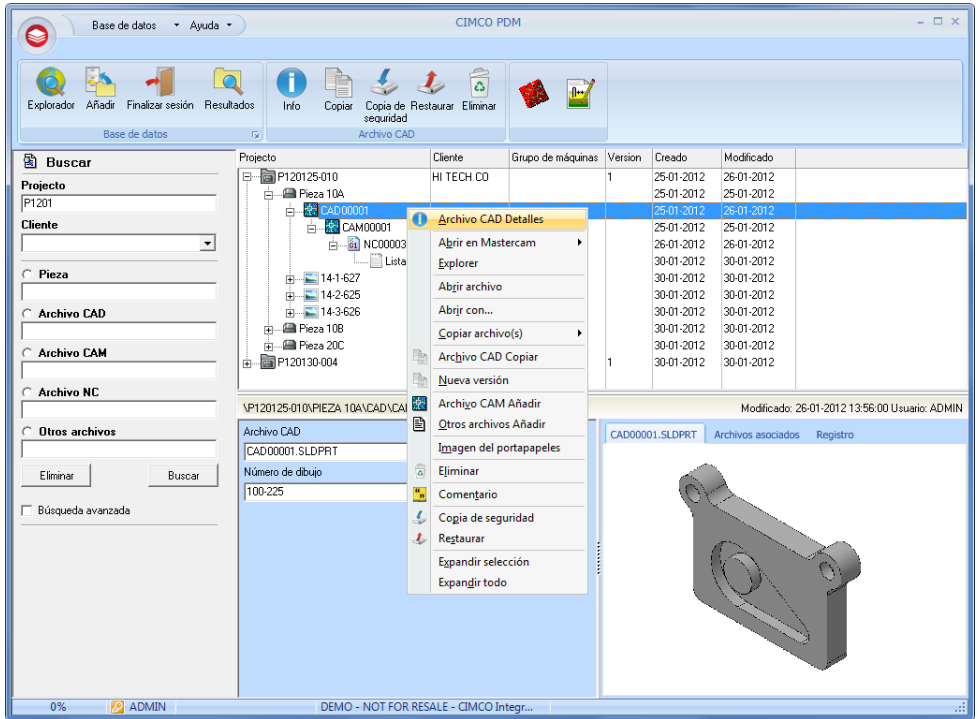 Base de datos Ayuda CIMCO PDM
Explorador Añadir Finalizar sesión Resultados Info Copiar Copia de seguridad Restaurar Eliminar
Base de datos Archivo CAD
Buscar
Projecto
P1201
Cliente
Pieza
Archivo CAD
Archivo CAM
Archivo NC
Otros archivos
Eliminar Buscar
Búsqueda avanzada
Projecto Cliente Grupo de máquinas Version Creado Modificado
P120125-010 HI TECH CO 1 25-01-2012 26-01-2012
Pieza 10A 25-01-2012 25-01-2012
CAD00001 25-01-2012 26-01-2012
CAM00001 25-01-2012 25-01-2012
G1 NC00003 26-01-2012 26-01-2012
Lista 30-01-2012 30-01-2012
14-1-627 30-01-2012 30-01-2012
14-2-625 30-01-2012 30-01-2012
14-3-626 30-01-2012 30-01-2012
Pieza 10B 30-01-2012 30-01-2012
Pieza 20C 30-01-2012 30-01-2012
P120130-004 1 30-01-2012 30-01-2012
Archivo CAD Detalles
Abrir en Mastercam
Explorer
Abrir archivo
Abrir con...
Copiar archivo(s)
Archivo CAD Copiar
Nueva versión
Archivo CAM Añadir
Otros archivos Añadir
Imagen del portapapeles
Eliminar
Comentario
Copia de seguridad
Restaurar
Expandir selección
Expandir todo
\P120125-010\PIEZA 10A\CAD\CA Modificado: 26-01-2012 13:56:00 Usuario: ADMIN
Archivo CAD
CAD00001.SLDPRT
Número de dibujo
100-225
CAD00001.SLDPRT Archivos asociados Registro
0% ADMIN DEMO - NOT FOR RESALE - CIMCO Integr...